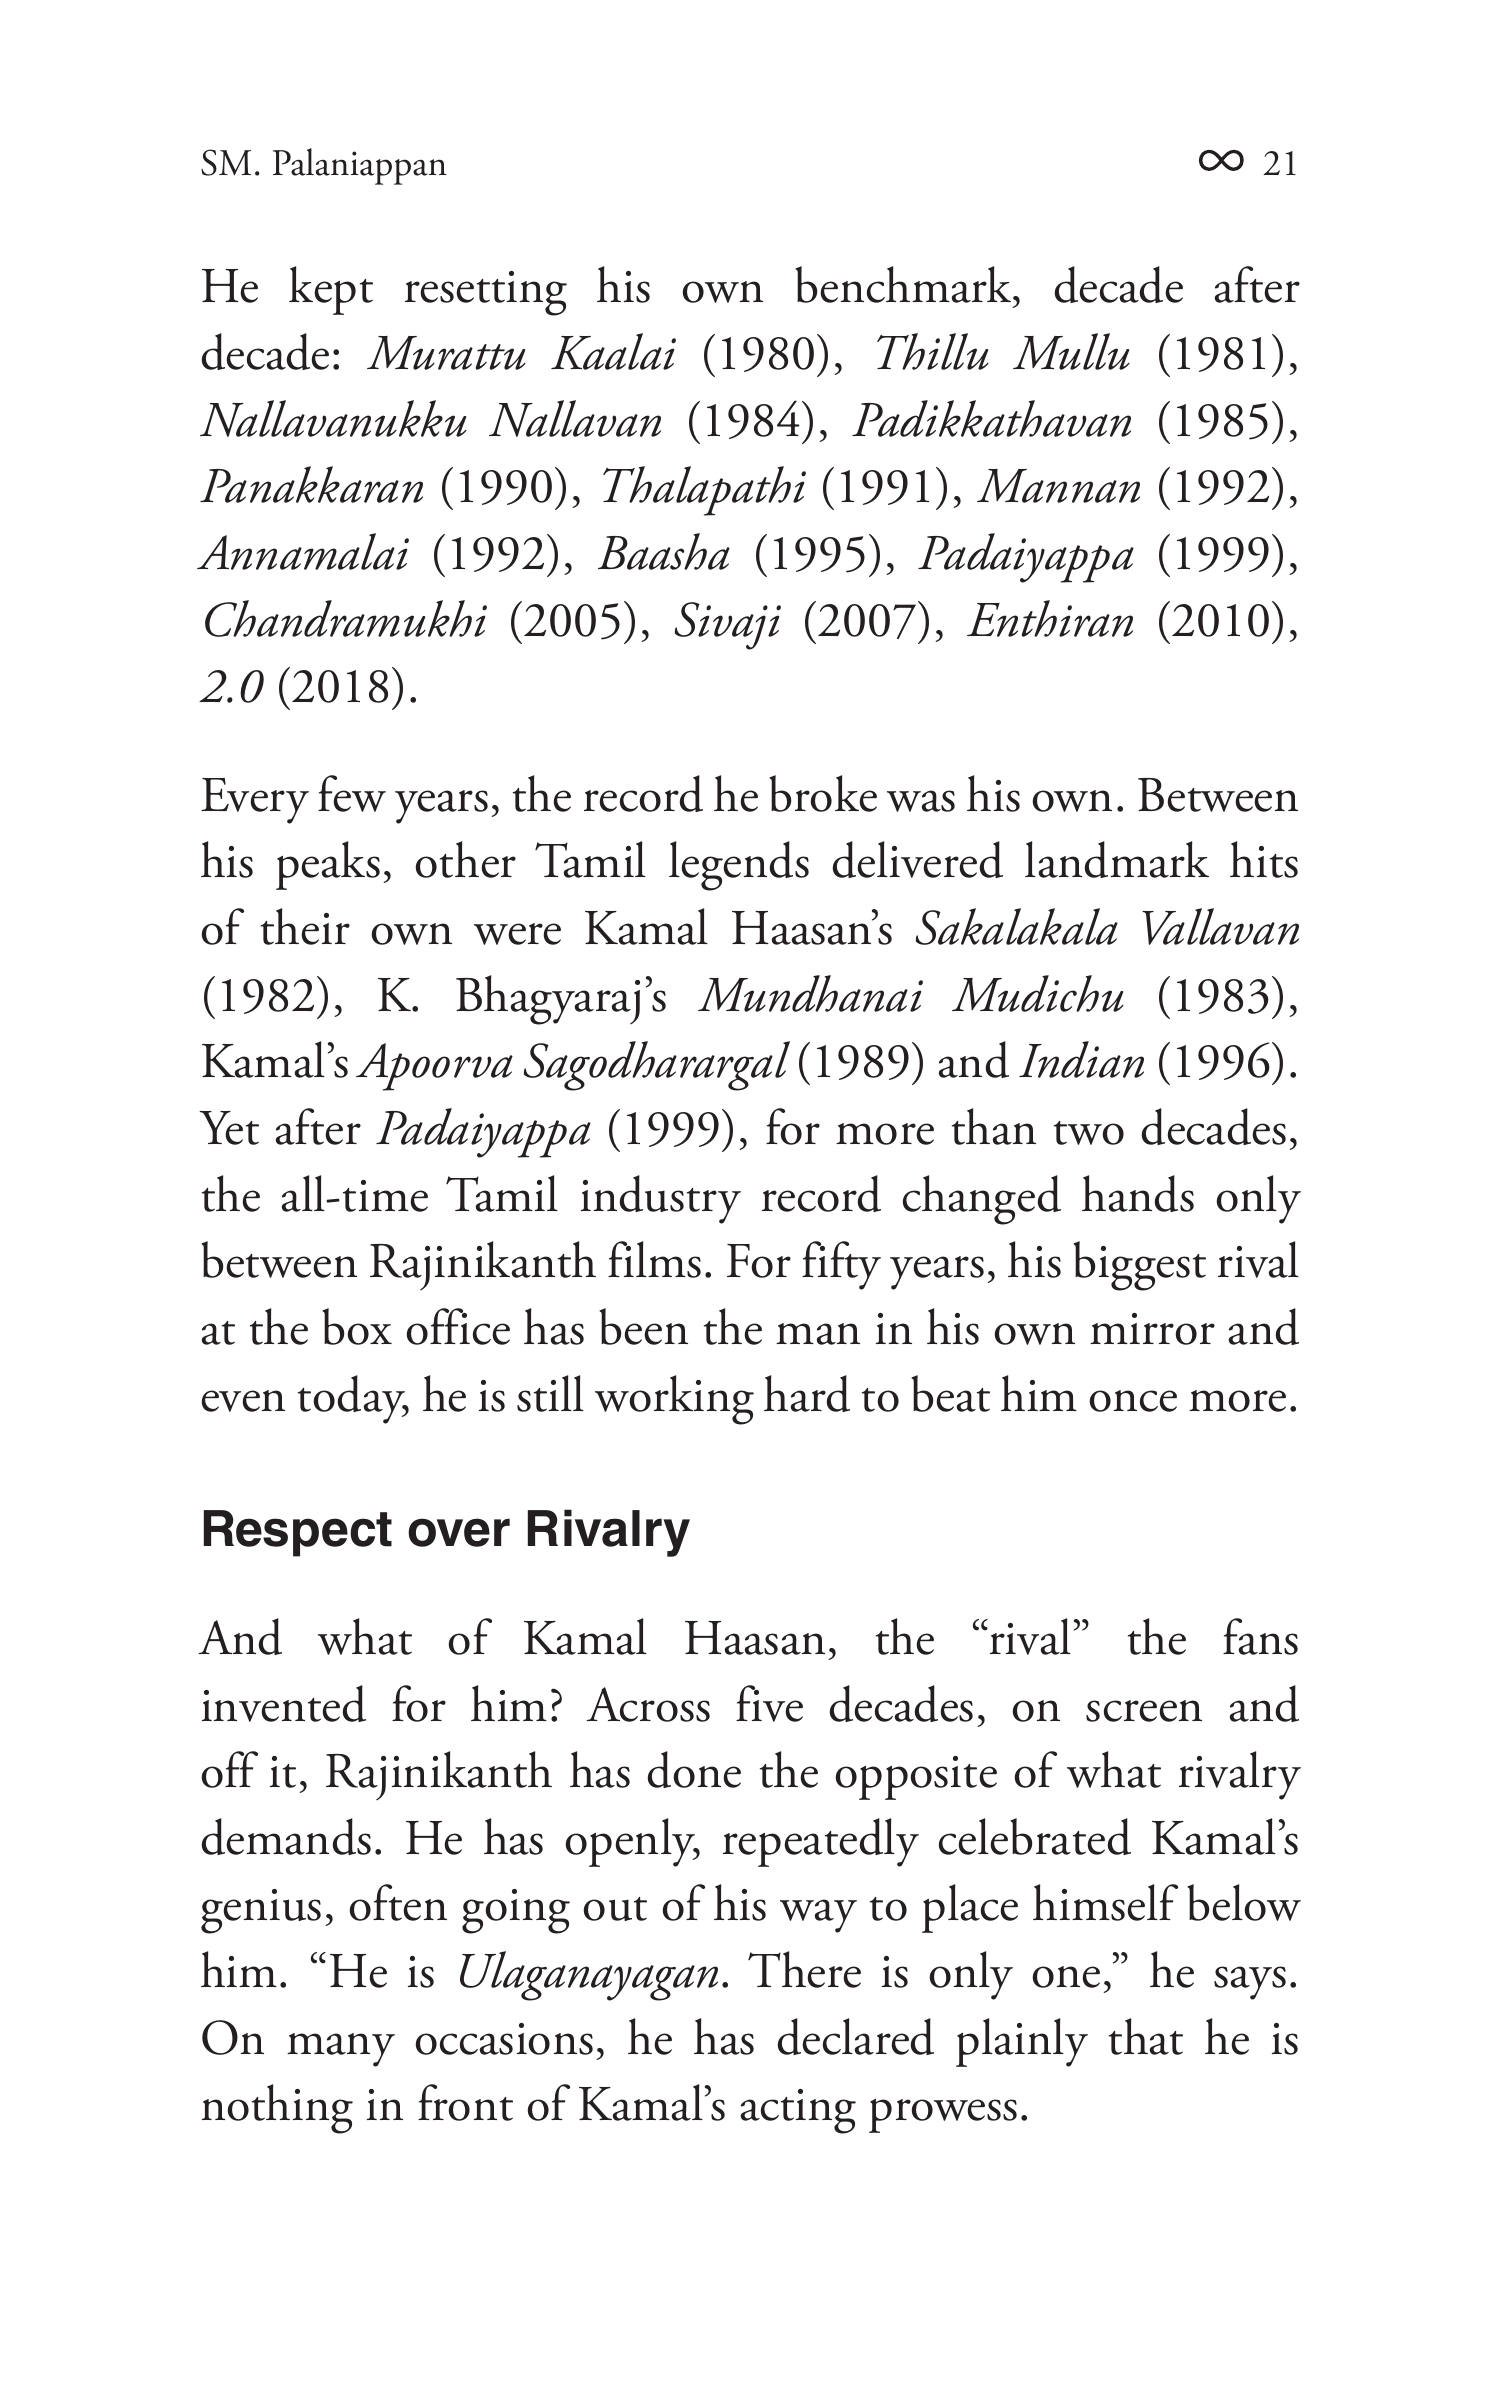 SM. Palaniappan ∞ 21
He kept resetting his own benchmark, decade after
decade: Murattu Kaalai (1980), Thillu Mullu (1981),
Nallavanukku Nallavan (1984), Padikkathavan (1985),
Panakkaran (1990), Thalapathi (1991), Mannan (1992),
Annamalai (1992), Baasha (1995), Padaiyappa (1999),
Chandramukhi (2005), Sivaji (2007), Enthiran (2010),
2.0 (2018).
Every few years, the record he broke was his own. Between
his peaks, other Tamil legends delivered landmark hits
of their own were Kamal Haasan’s Sakalakala Vallavan
(1982), K. Bhagyaraj’s Mundhanai Mudichu (1983),
Kamal’s Apoorva Sagodharargal (1989) and Indian (1996).
Yet after Padaiyappa (1999), for more than two decades,
the all-time Tamil industry record changed hands only
between Rajinikanth films. For fifty years, his biggest rival
at the box office has been the man in his own mirror and
even today, he is still working hard to beat him once more.
Respect over Rivalry
And what of Kamal Haasan, the “rival” the fans
invented for him? Across five decades, on screen and
off it, Rajinikanth has done the opposite of what rivalry
demands. He has openly, repeatedly celebrated Kamal’s
genius, often going out of his way to place himself below
him. “He is Ulaganayagan. There is only one,” he says.
On many occasions, he has declared plainly that he is
nothing in front of Kamal’s acting prowess.